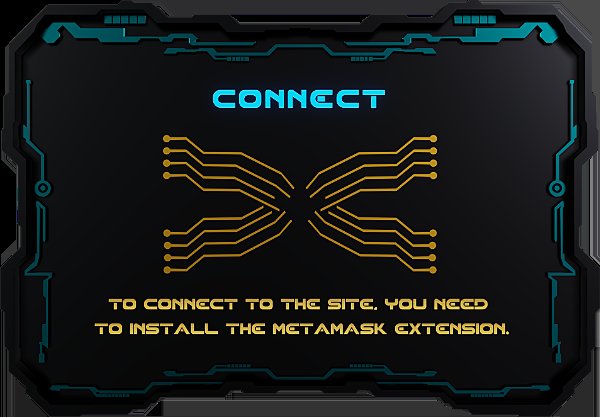 CONNECT
TO CONNECT TO THE SITE, YOU NEED
TO INSTALL THE METAMASK EXTENSION.